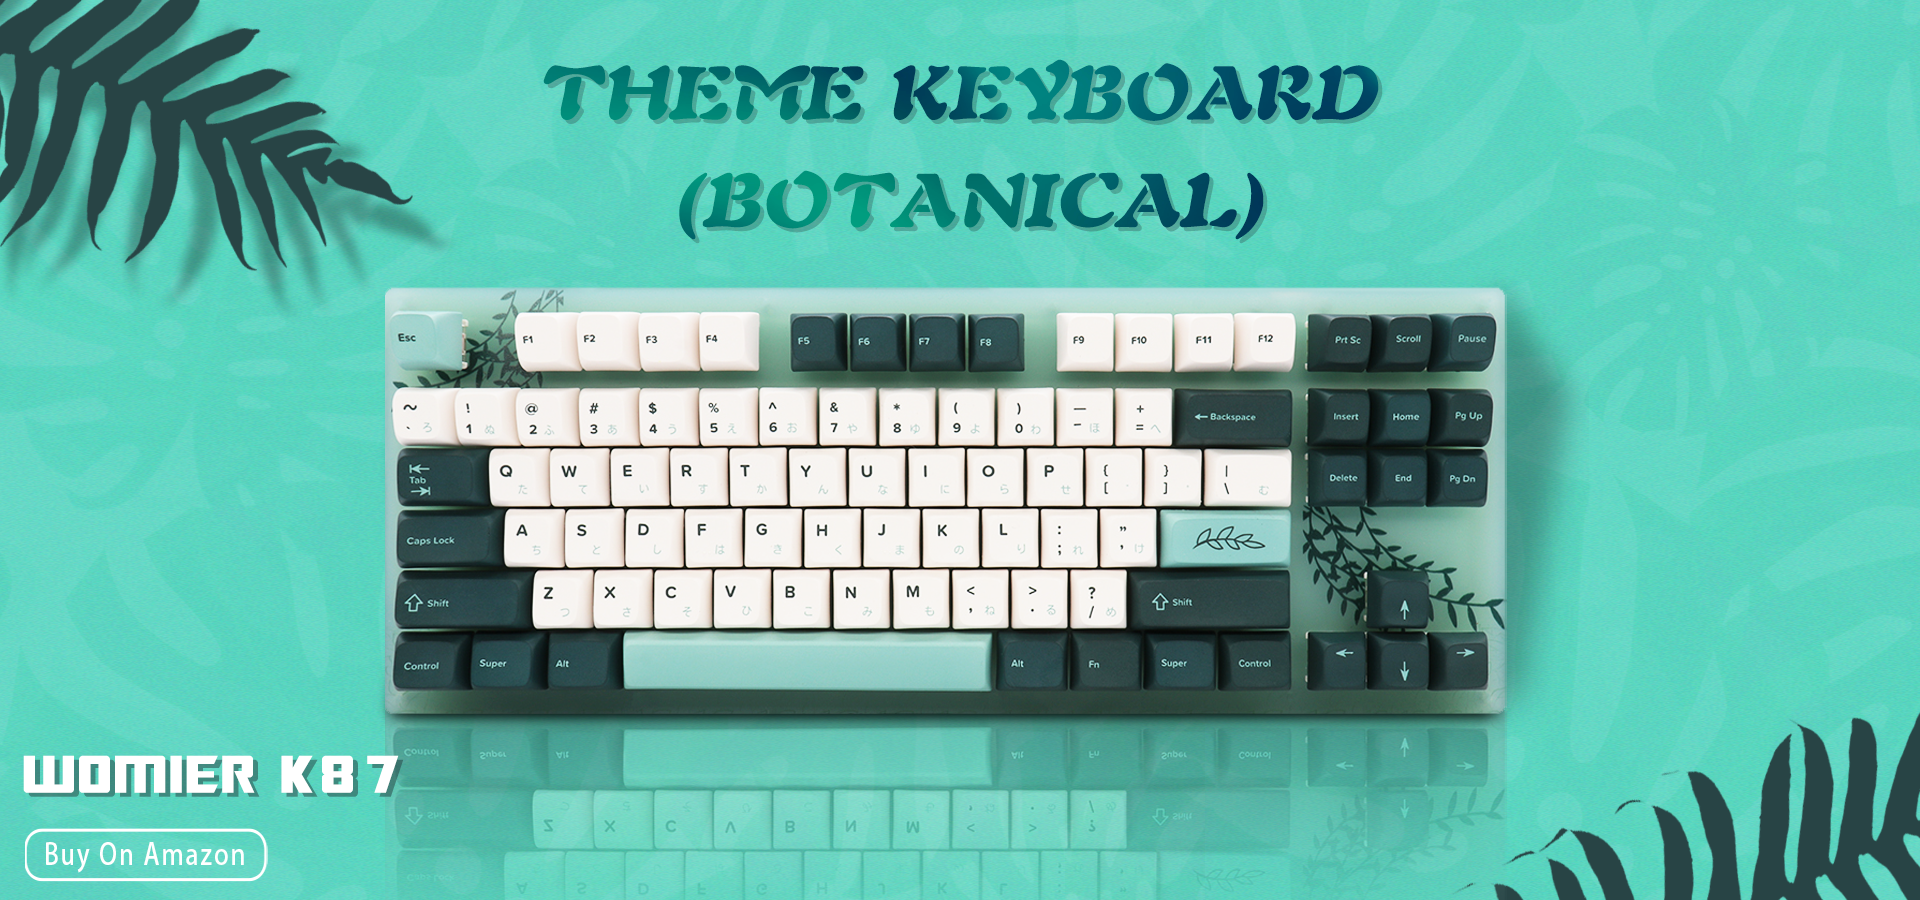 THEME KEYBOARD
(BOTANICAL)
Esc F1 F2 F3 F4 F5 F6 F7 F8 F9 F10 F11 F12 Prt Sc Scroll Pause
~ ! @ # $ % ^ & * ( ) — +
` ろ 1 ぬ 2 ふ 3 あ 4 う 5 え 6 お 7 や 8 ゆ 9 よ 0 わ - ほ = へ ← Backspace Insert Home Pg Up
Tab Q た W て E い R す T か Y ん U な I に O ら P せ { [ } ] | \ む Delete End Pg Dn
Caps Lock A ち S と D し F は G き H く J ま K の L り : ; れ " ' け
⇧ Shift Z つ X さ C そ V ひ B こ N み M も < , ね > . る ? / め ⇧ Shift ↑
Control Super Alt Alt Fn Super Control ← ↓ →
WOMIER K87
Buy On Amazon